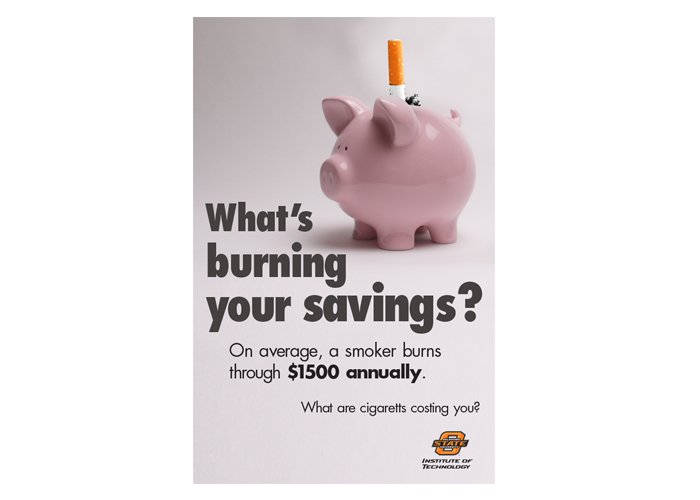 What's
burning
your savings?
On average, a smoker burns
through $1500 annually.
What are cigaretts costing you?
STATE
INSTITUTE OF
TECHNOLOGY